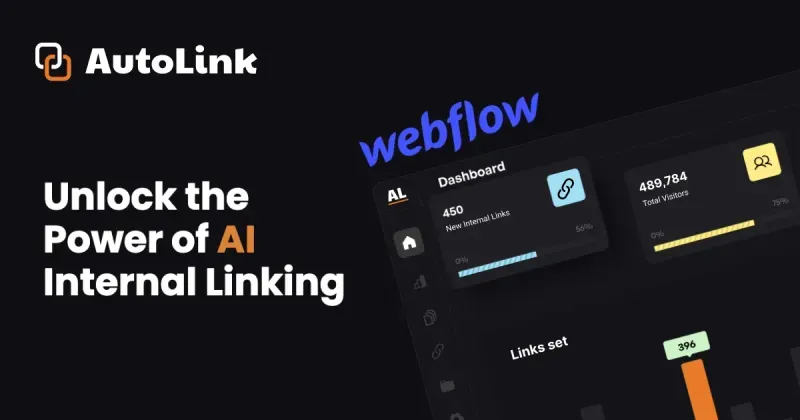 AutoLink
Unlock the
Power of AI
Internal Linking
webflow
AL
Dashboard
450
New Internal Links
0%
56%
489,784
Total Visitors
0%
75%
Links set
396